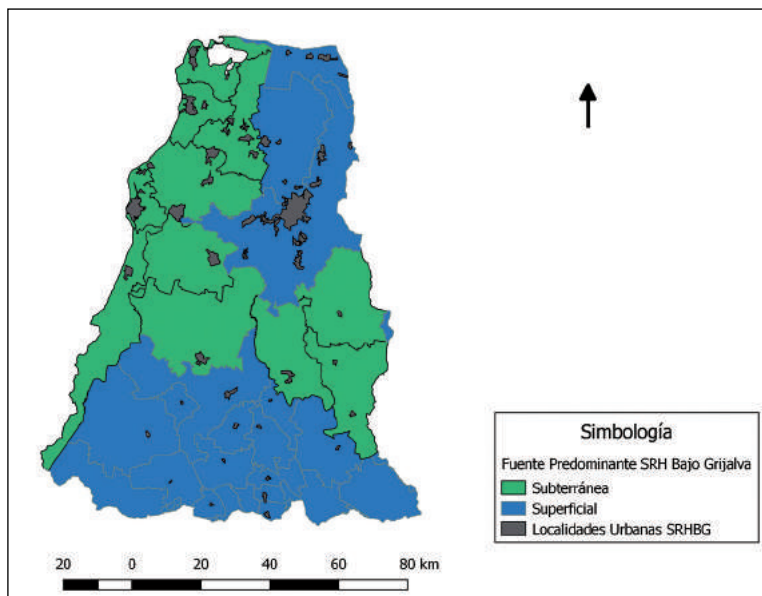 Simbología
Fuente Predominante SRH Bajo Grijalva
Subterránea
Superficial
Localidades Urbanas SRHBG
20 0 20 40 60 80 km